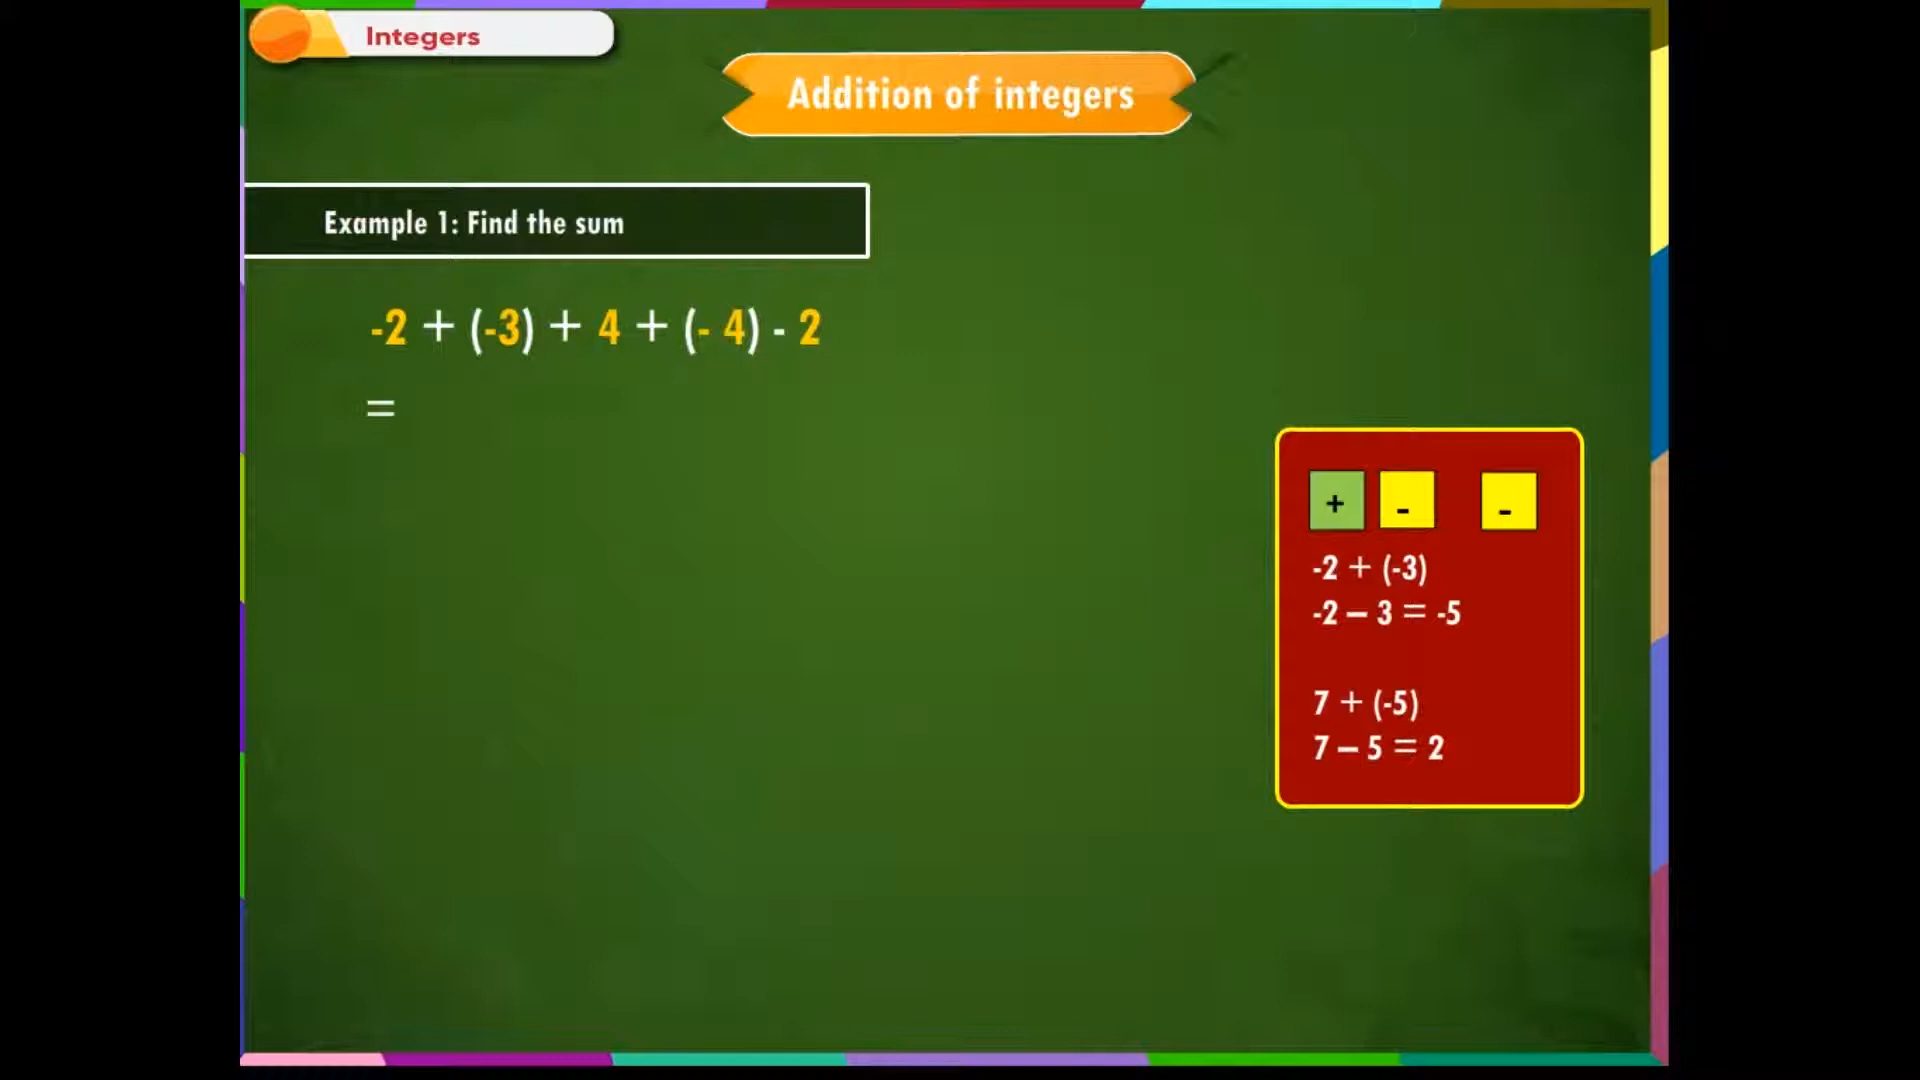 Integers
Addition of integers
Example 1: Find the sum
-2 + (-3) + 4 + (- 4) - 2
=
+ - -
-2 + (-3)
-2 – 3 = -5
7 + (-5)
7 – 5 = 2